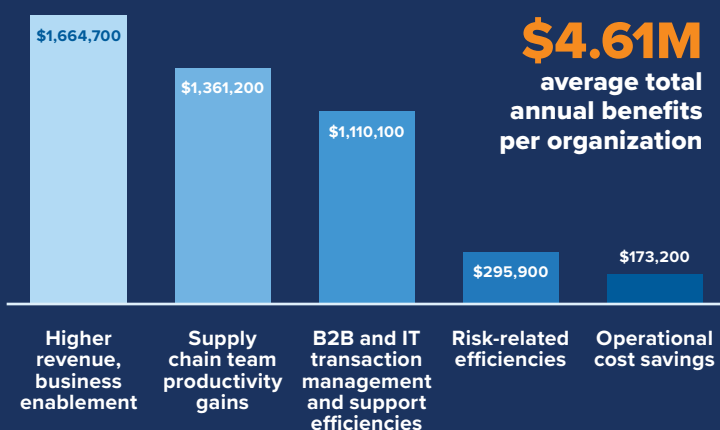 $4.61M
average total
annual benefits
per organization
$1,664,700
$1,361,200
$1,110,100
$295,900
$173,200
Higher
revenue,
business
enablement
Supply
chain team
productivity
gains
B2B and IT
transaction
management
and support
efficiencies
Risk-related
efficiencies
Operational
cost savings